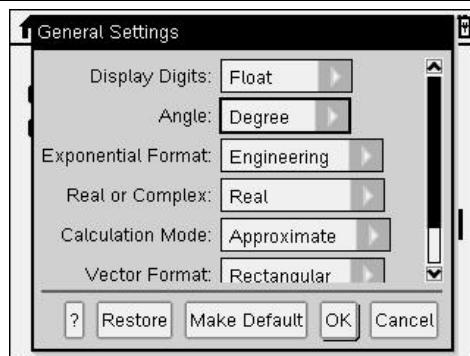 General Settings
Display Digits: Float
Angle: Degree
Exponential Format: Engineering
Real or Complex: Real
Calculation Mode: Approximate
Vector Format: Rectangular
? Restore Make Default OK Cancel